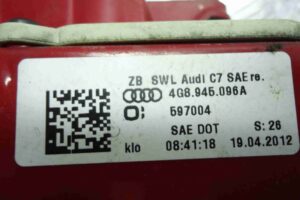 ZB SWL Audi C7 SAE re.
4G8.945.096A
597004
SAE DOT S: 26
klo 08:41:18 19.04.2012